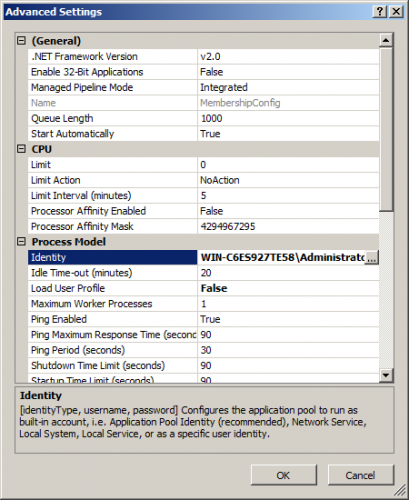 Advanced Settings
(General)
.NET Framework Version v2.0
Enable 32-Bit Applications False
Managed Pipeline Mode Integrated
Name MembershipConfig
Queue Length 1000
Start Automatically True
CPU
Limit 0
Limit Action NoAction
Limit Interval (minutes) 5
Processor Affinity Enabled False
Processor Affinity Mask 4294967295
Process Model
Identity WIN-C6ES927TE58\Administrato ...
Idle Time-out (minutes) 20
Load User Profile False
Maximum Worker Processes 1
Ping Enabled True
Ping Maximum Response Time (second 90
Ping Period (seconds) 30
Shutdown Time Limit (seconds) 90
Startup Time Limit (seconds) 90
Identity
[identityType, username, password] Configures the application pool to run as
built-in account, i.e. Application Pool Identity (recommended), Network Service,
Local System, Local Service, or as a specific user identity.
OK Cancel